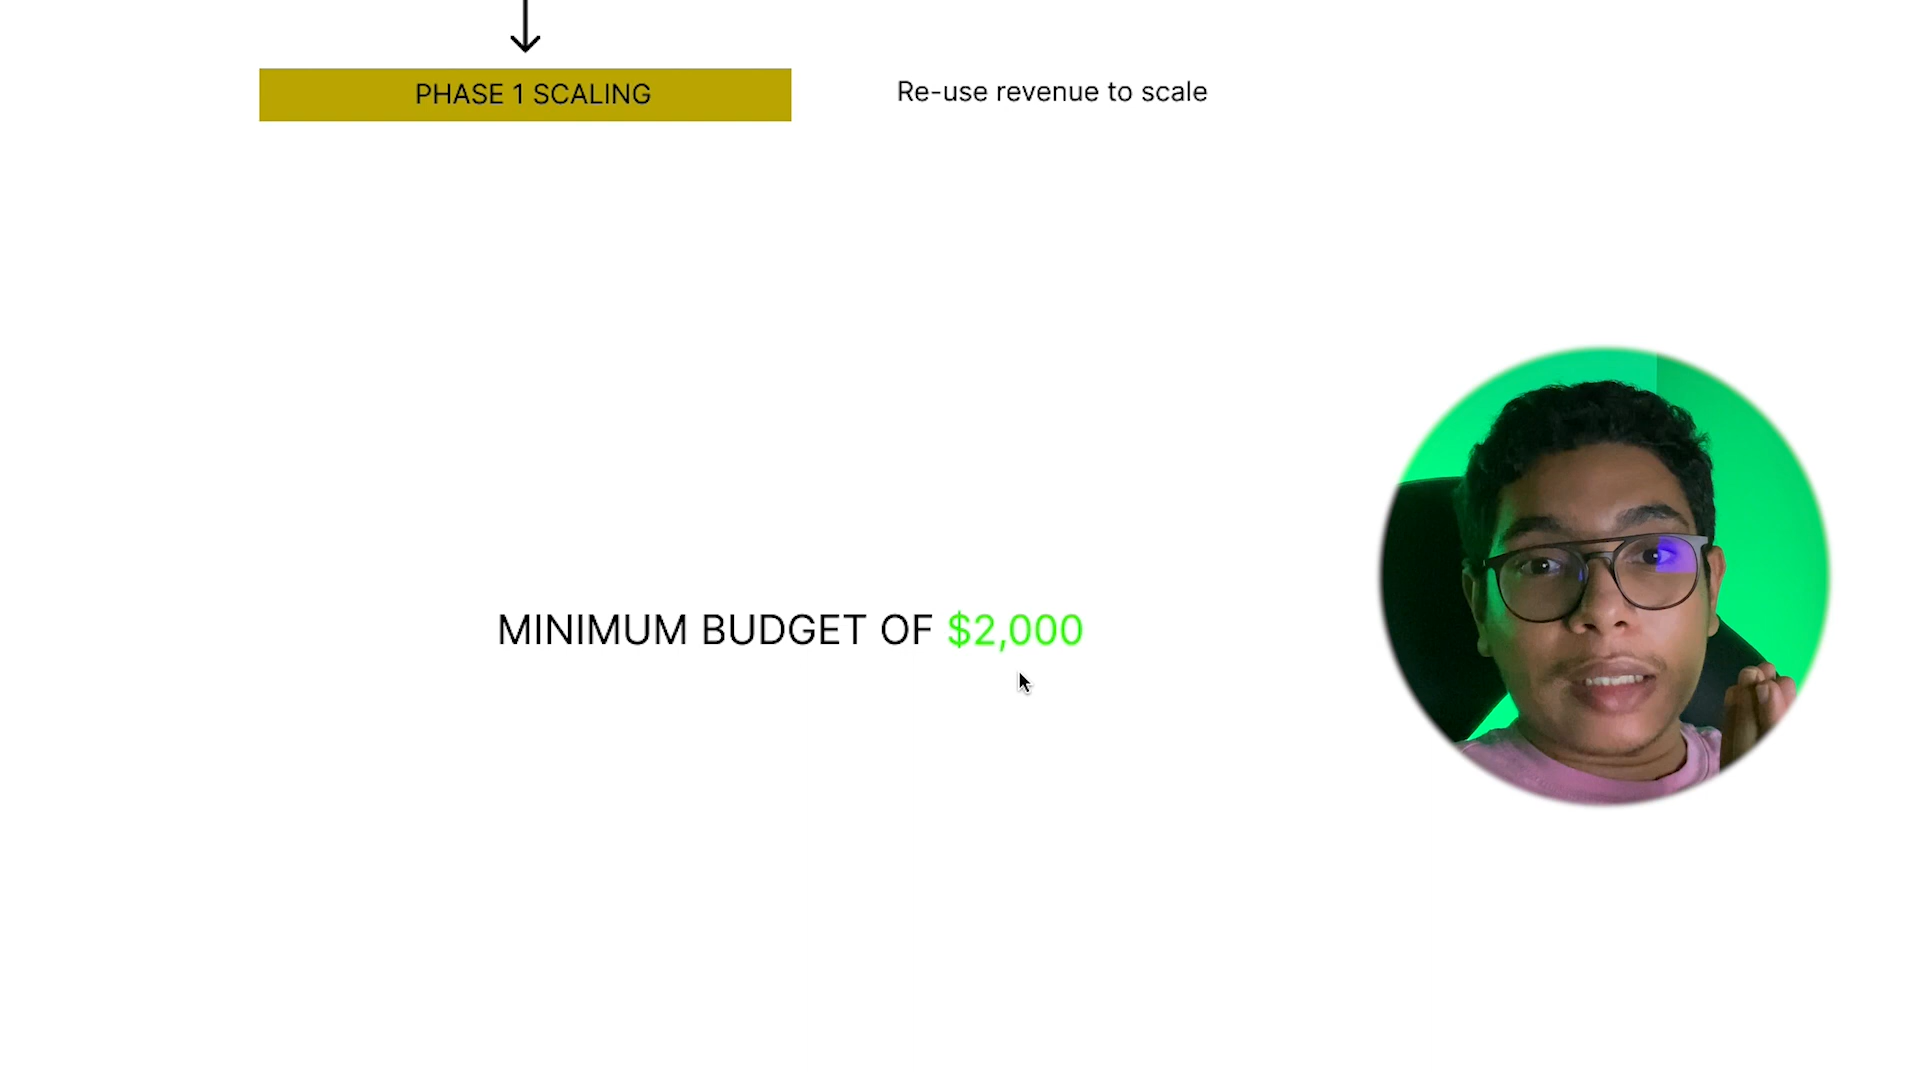 PHASE 1 SCALING
Re-use revenue to scale
MINIMUM BUDGET OF $2,000